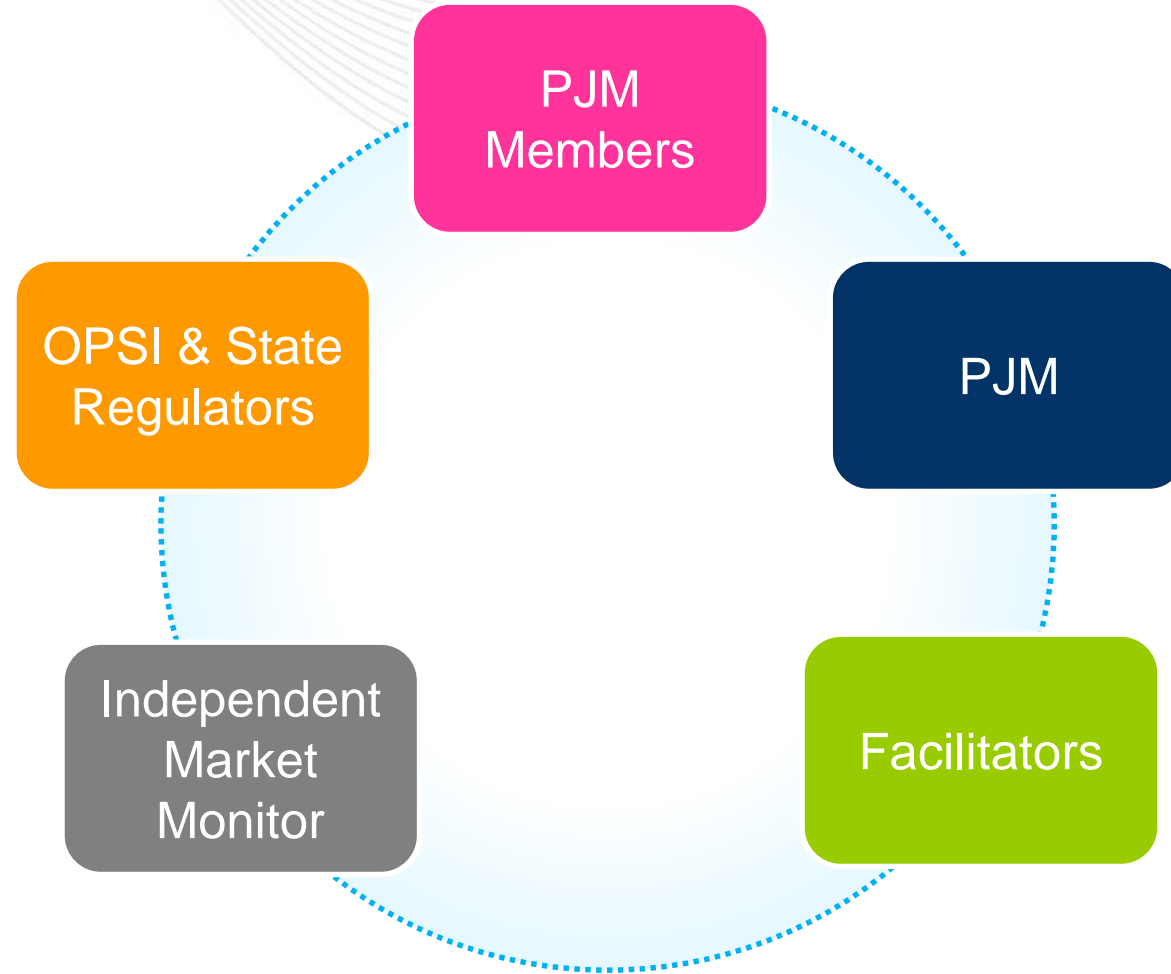 PJM
Members
OPSI & State
Regulators
PJM
Independent
Market
Monitor
Facilitators